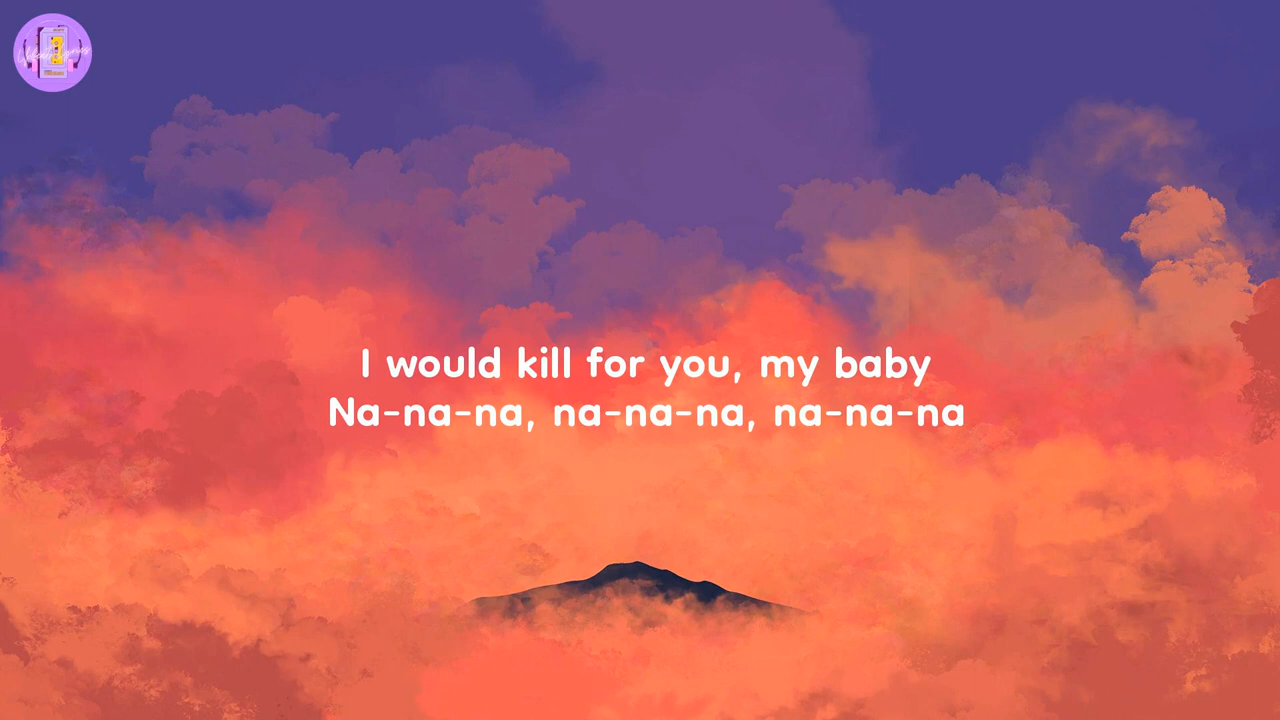 I would kill for you, my baby
Na-na-na, na-na-na, na-na-na